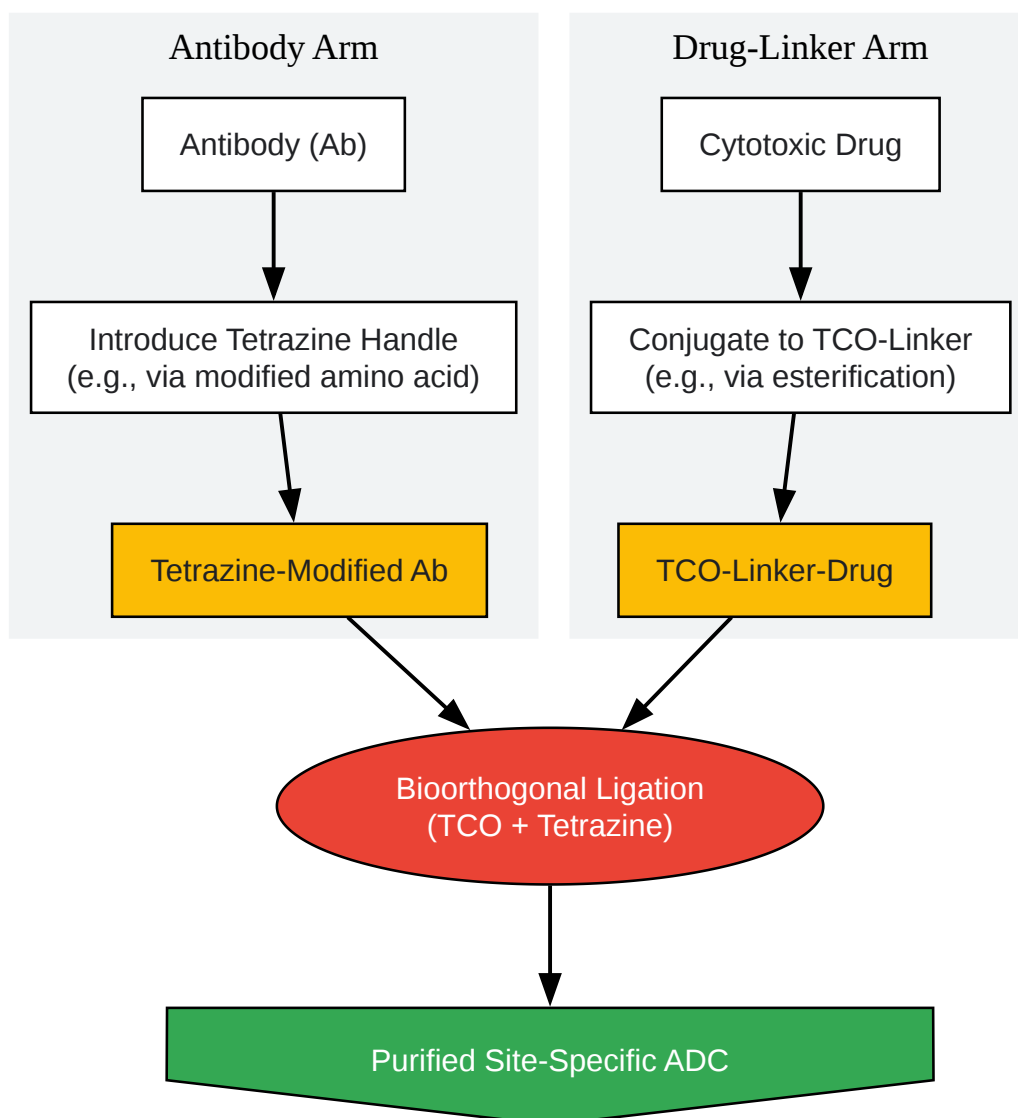 Antibody Arm
Antibody (Ab)
Introduce Tetrazine Handle
(e.g., via modified amino acid)
Tetrazine-Modified Ab
Drug-Linker Arm
Cytotoxic Drug
Conjugate to TCO-Linker
(e.g., via esterification)
TCO-Linker-Drug
Bioorthogonal Ligation
(TCO + Tetrazine)
Purified Site-Specific ADC